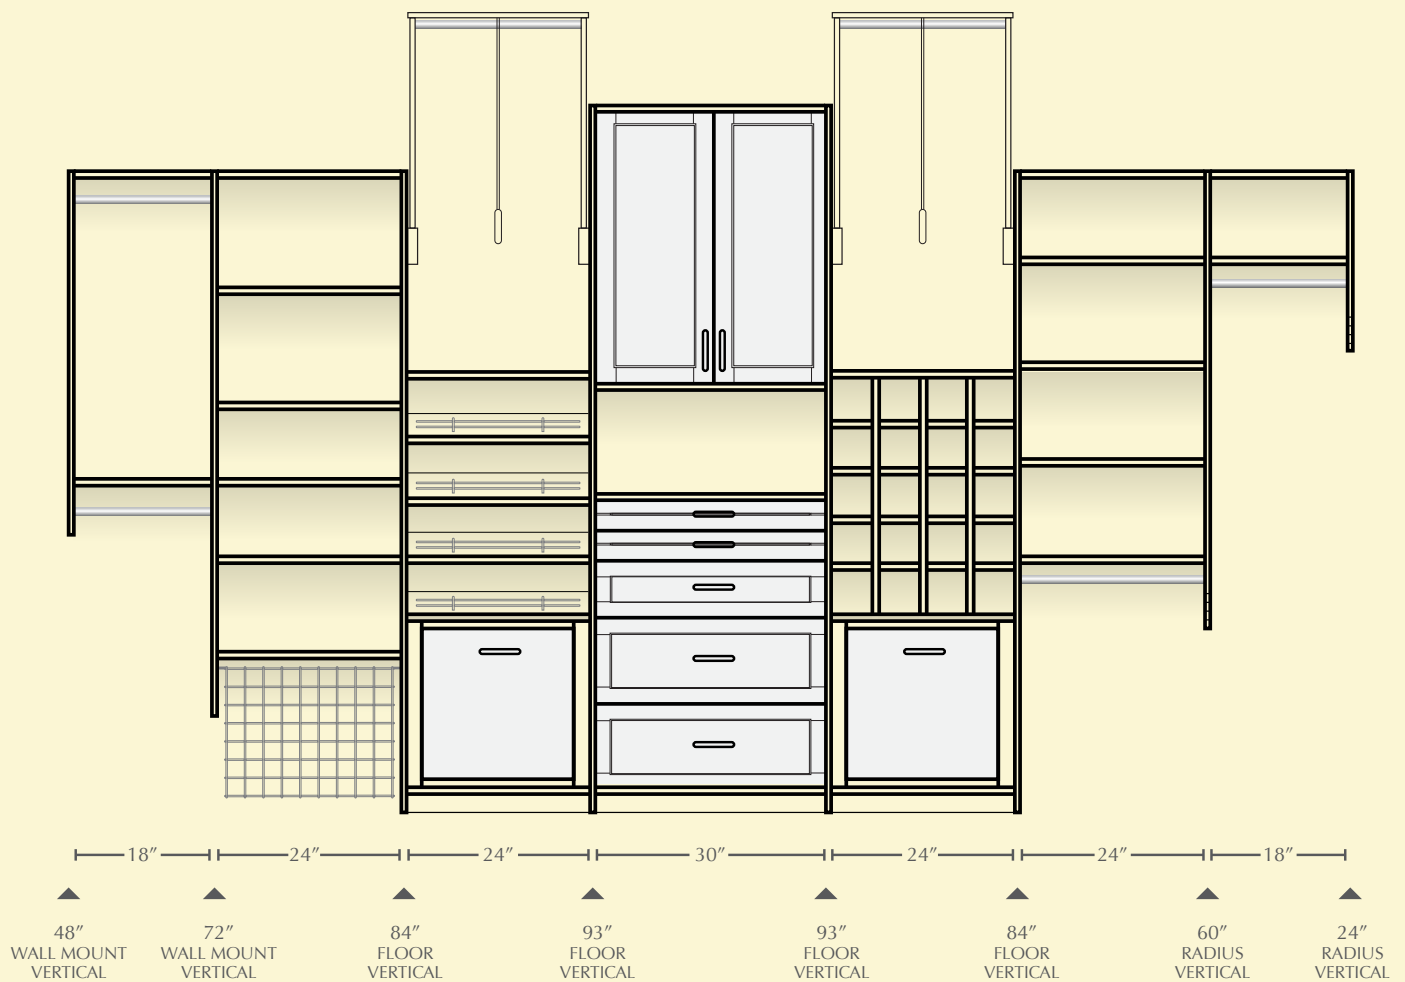 18″ 24″ 24″ 30″ 24″ 24″ 18″
48″ 72″ 84″ 93″ 93″ 84″ 60″ 24″
WALL MOUNT WALL MOUNT FLOOR FLOOR FLOOR FLOOR RADIUS RADIUS
VERTICAL VERTICAL VERTICAL VERTICAL VERTICAL VERTICAL VERTICAL VERTICAL